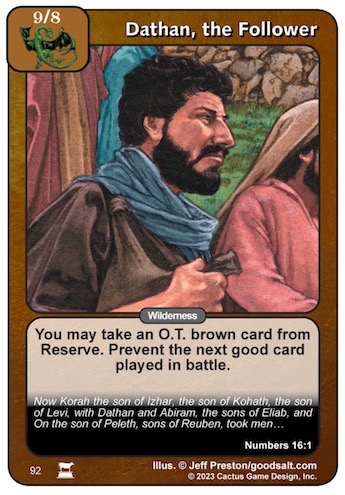 9/8
Dathan, the Follower
Wilderness
You may take an O.T. brown card from
Reserve. Prevent the next good card
played in battle.
Now Korah the son of Izhar, the son of Kohath, the son
of Levi, with Dathan and Abiram, the sons of Eliab, and
On the son of Peleth, sons of Reuben, took men…
Numbers 16:1
92
Illus. © Jeff Preston/goodsalt.com
© 2023 Cactus Game Design, Inc.